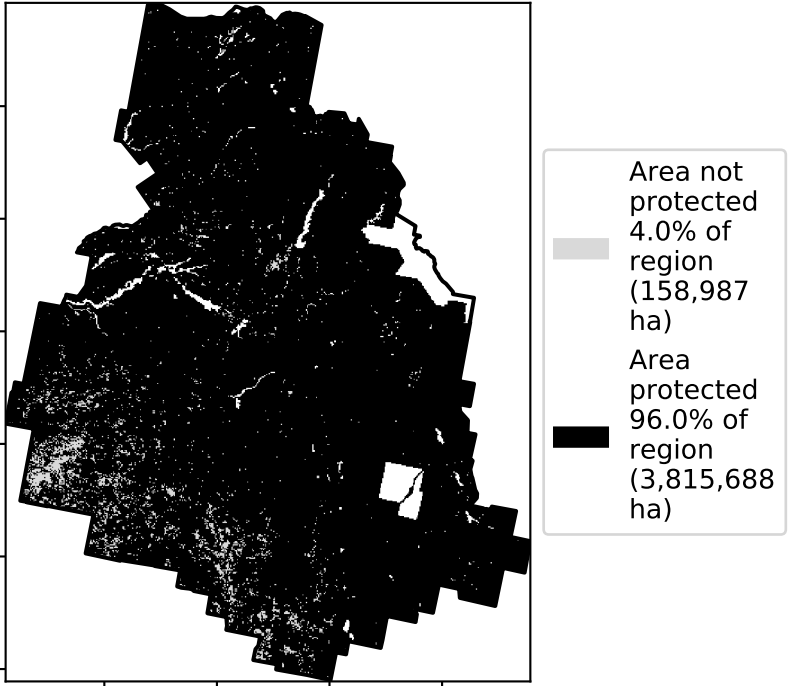 Area not
protected
4.0% of
region
(158,987
ha)
Area
protected
96.0% of
region
(3,815,688
ha)